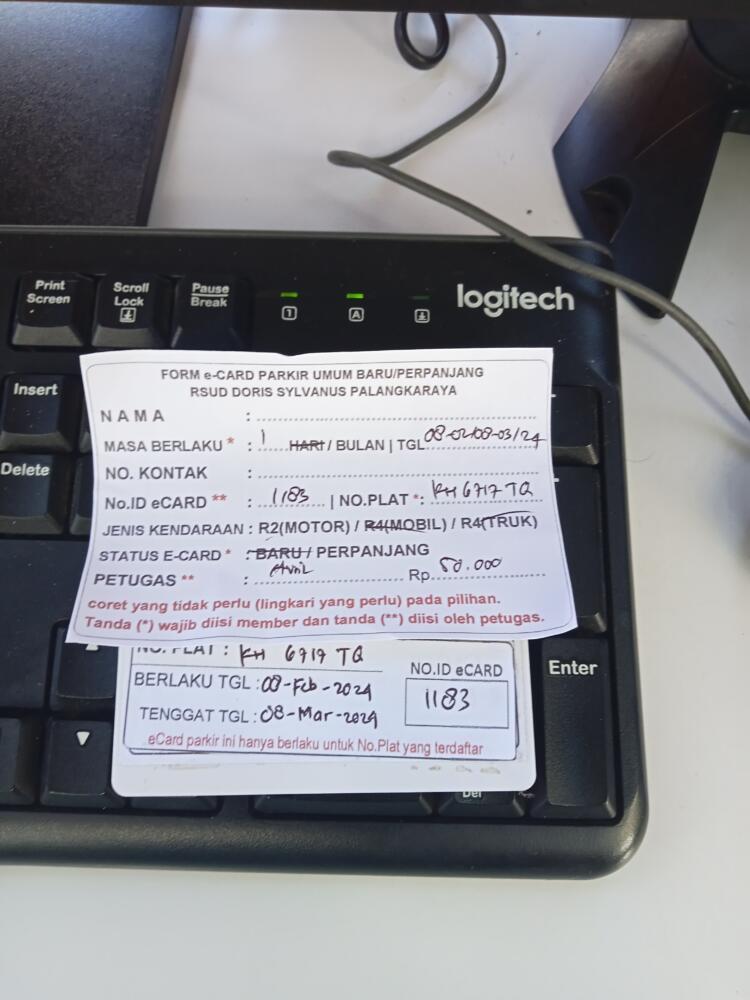 Print Screen
Scroll Lock
Pause Break
1
A
logitech
Insert
Delete
FORM e-CARD PARKIR UMUM BARU/PERPANJANG
RSUD DORIS SYLVANUS PALANGKARAYA
NAMA :
MASA BERLAKU * : 1 HARI / BULAN | TGL 08-02/08-03/24
NO. KONTAK :
No.ID eCARD ** : 1183 | NO.PLAT *: KH 6717 TQ
JENIS KENDARAAN : R2(MOTOR) / R4(MOBIL) / R4(TRUK)
STATUS E-CARD * : BARU / PERPANJANG
PETUGAS ** : Avril Rp. 50.000
coret yang tidak perlu (lingkari yang perlu) pada pilihan.
Tanda (*) wajib diisi member dan tanda (**) diisi oleh petugas.
NO. PLAT : KH 6717 TQ
BERLAKU TGL : 08-Feb-2024
TENGGAT TGL : 08-Mar-2024
NO.ID eCARD
1183
eCard parkir ini hanya berlaku untuk No.Plat yang terdaftar
Enter
Del